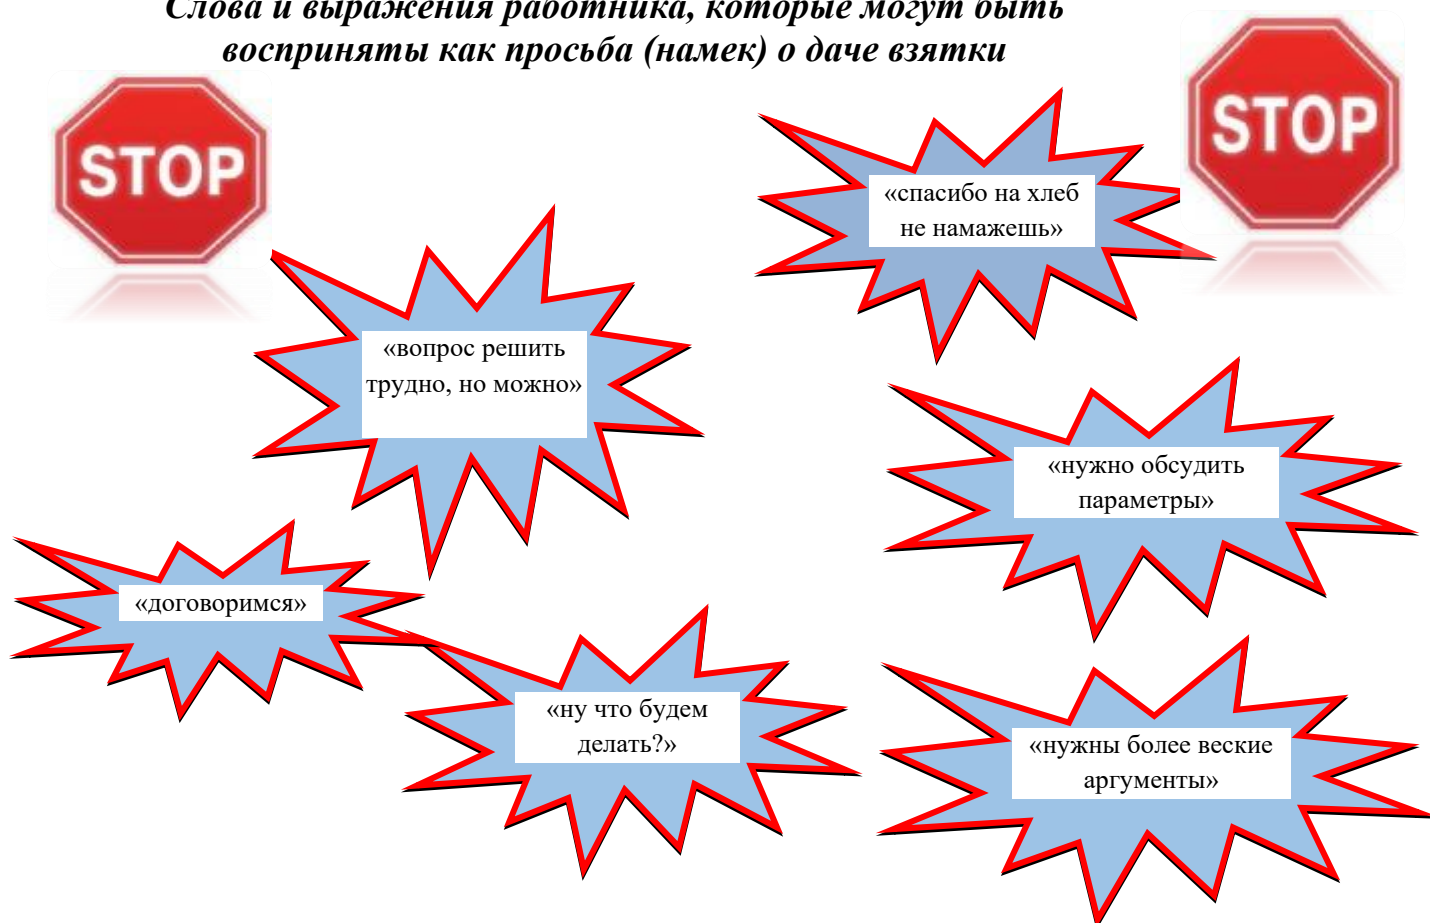 Слова и выражения работника, которые могут быть
восприняты как просьба (намек) о даче взятки
STOP
STOP
«спасибо на хлеб
не намажешь»
«вопрос решить
трудно, но можно»
«нужно обсудить
параметры»
«договоримся»
«ну что будем
делать?»
«нужны более веские
аргументы»